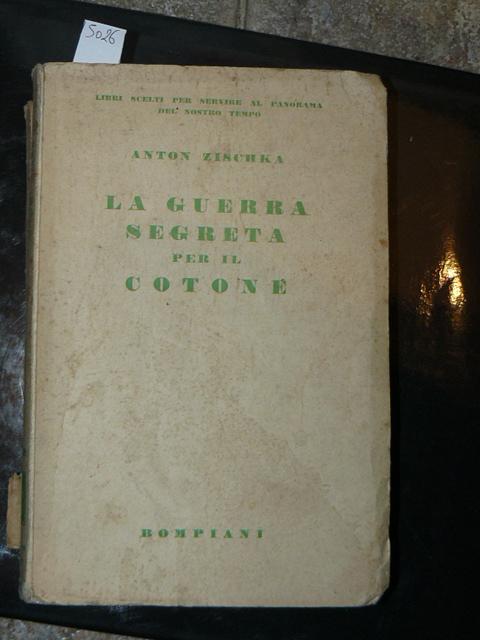 5026
LIBRI SCELTI PER SERVIRE AL PANORAMA
DEL NOSTRO TEMPO
ANTON ZISCHKA
LA GUERRA
SEGRETA
PER IL
COTONE
BOMPIANI